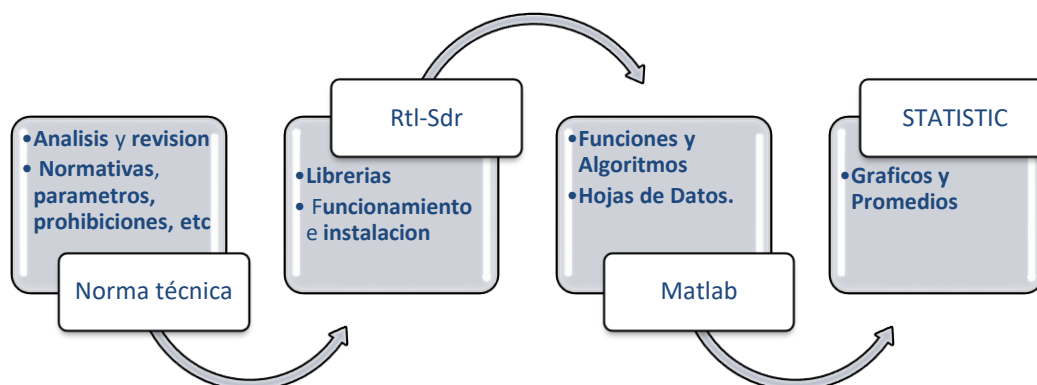 •Analisis y revision
• Normativas,
parametros,
prohibiciones, etc
Norma técnica
Rtl-Sdr
•Librerias
• Funcionamiento
e instalacion
•Funciones y
Algoritmos
•Hojas de Datos.
Matlab
STATISTIC
•Graficos y
Promedios